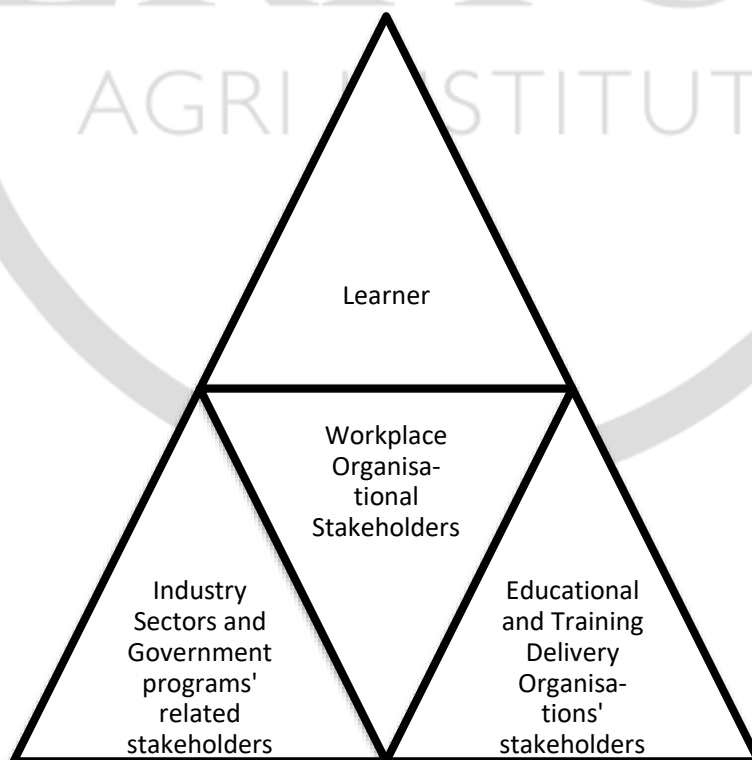 AGRI INSTITUT
Learner
Workplace
Organisa-
tional
Stakeholders
Industry
Sectors and
Government
programs'
related
stakeholders
Educational
and Training
Delivery
Organisa-
tions'
stakeholders